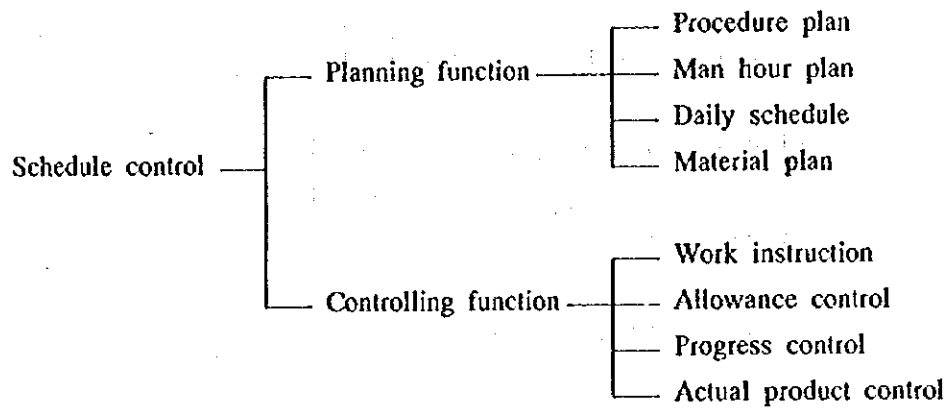 Procedure plan
Planning function
Man hour plan
Daily schedule
Schedule control
Material plan
Work instruction
Controlling function
Allowance control
Progress control
Actual product control